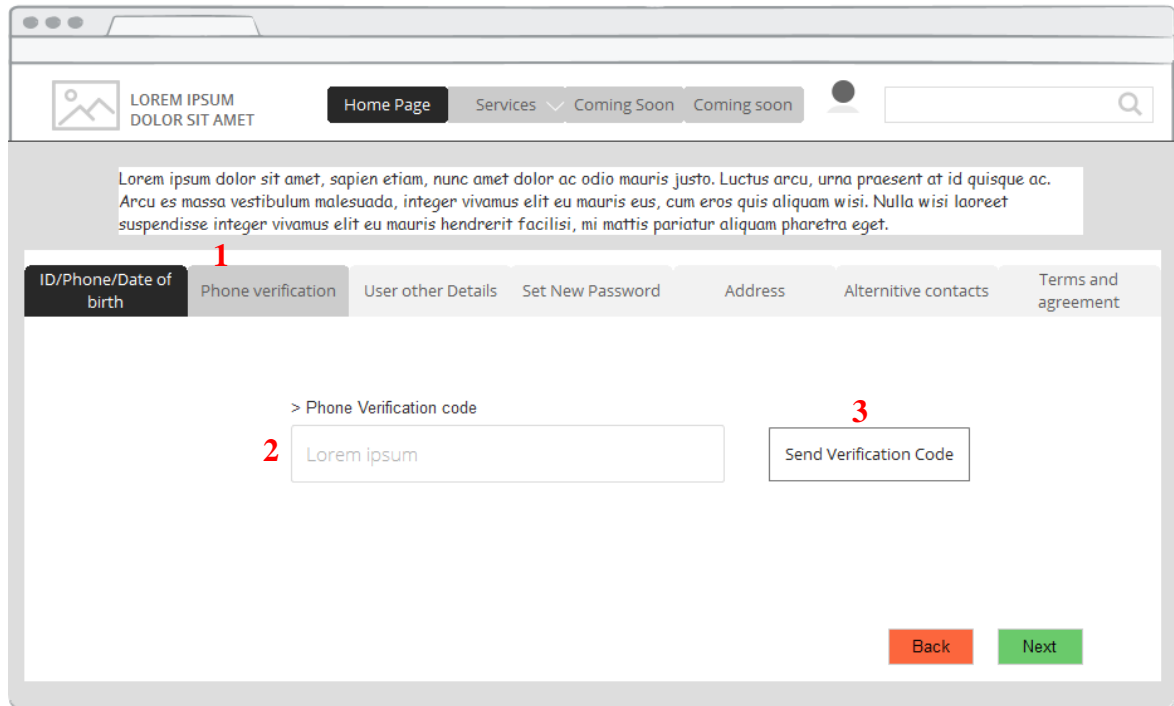 LOREM IPSUM
DOLOR SIT AMET
Home Page
Services
Coming Soon
Coming soon
Lorem ipsum dolor sit amet, sapien etiam, nunc amet dolor ac odio mauris justo. Luctus arcu, urna praesent at id quisque ac.
Arcu es massa vestibulum malesuada, integer vivamus elit eu mauris eus, cum eros quis aliquam wisi. Nulla wisi laoreet
suspendisse integer vivamus elit eu mauris hendrerit facilisi, mi mattis pariatur aliquam pharetra eget.
1
ID/Phone/Date of
birth
Phone verification
User other Details
Set New Password
Address
Alternitive contacts
Terms and
agreement
> Phone Verification code
3
2
Lorem ipsum
Send Verification Code
Back
Next